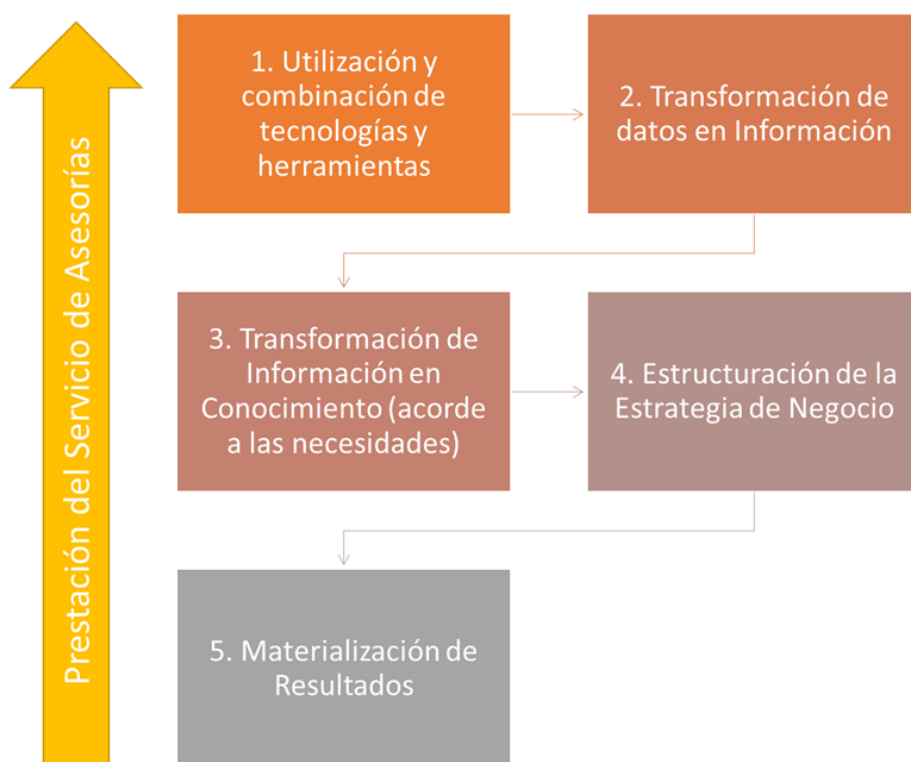 Prestación del Servicio de Asesorías
1. Utilización y
combinación de
tecnologías y
herramientas
2. Transformación de
datos en Información
3. Transformación de
Información en
Conocimiento (acorde
a las necesidades)
4. Estructuración de la
Estrategia de Negocio
5. Materialización de
Resultados